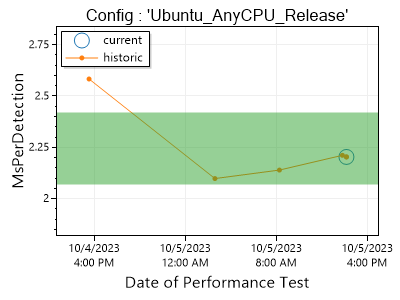 Config : 'Ubuntu_AnyCPU_Release'
current
historic
MsPerDetection
2.75
2.5
2.25
2
10/4/2023 10/5/2023 10/5/2023 10/5/2023
4:00 PM 12:00 AM 8:00 AM 4:00 PM
Date of Performance Test